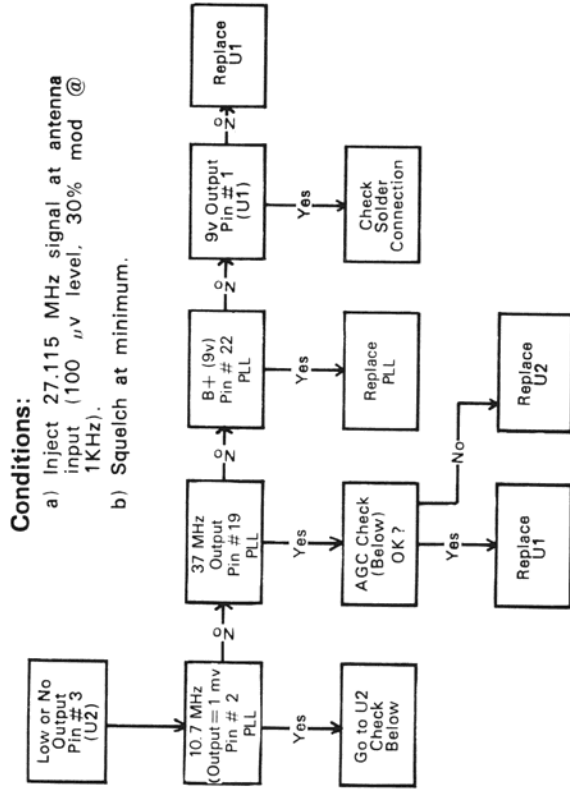 Conditions:
a) Inject 27.115 MHz signal at antenna
input (100 μv level, 30% mod @
1KHz).
b) Squelch at minimum.
Low or No
Output
Pin # 3
(U2)
10.7 MHz
(Output=1 mv
Pin # 2
PLL
No
37 MHz
Output
Pin #19
PLL
No
B+ (9v)
Pin # 22
PLL
No
9v Output
Pin # 1
(U1)
No
Replace
U1
Yes
Go to U2
Check
Below
Yes
AGC Check
(Below)
OK?
Yes
Replace
PLL
Yes
Check
Solder
Connection
Yes
Replace
U1
No
Replace
U2